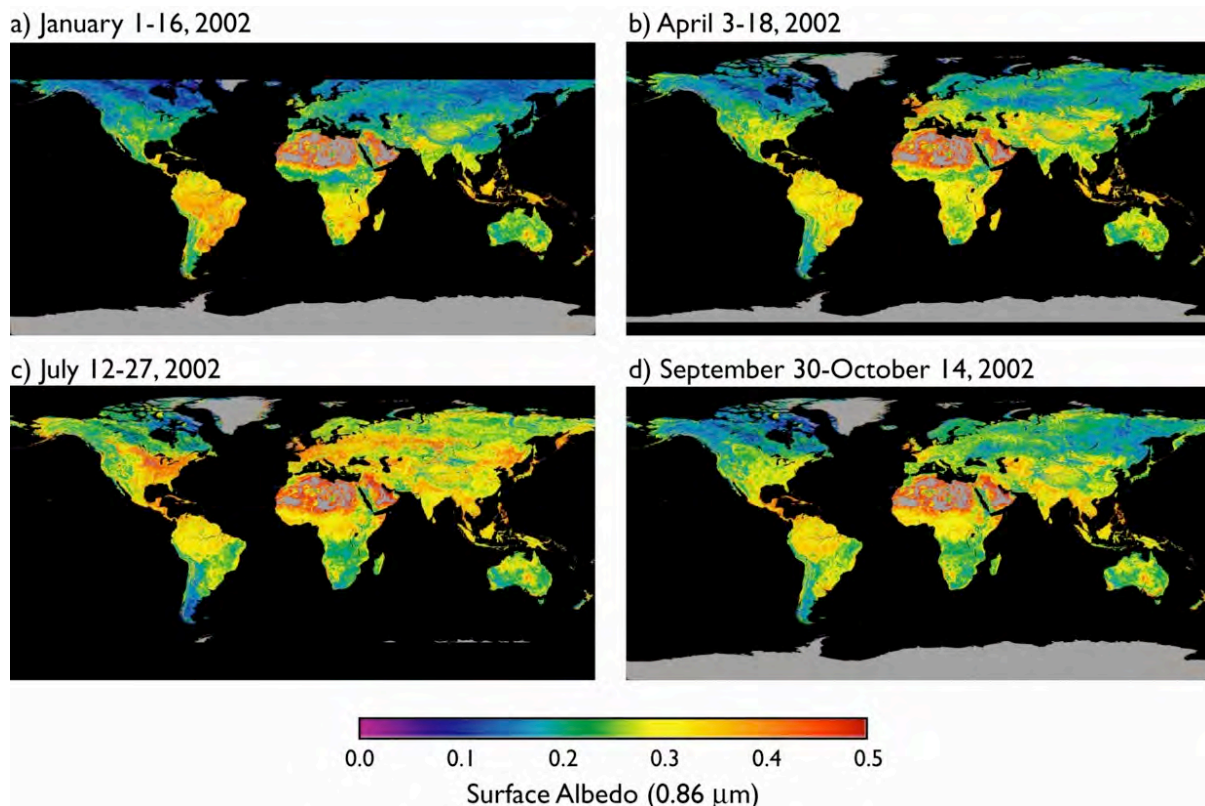 a) January 1-16, 2002
b) April 3-18, 2002
c) July 12-27, 2002
d) September 30-October 14, 2002
0.0 0.1 0.2 0.3 0.4 0.5
Surface Albedo (0.86 μm)